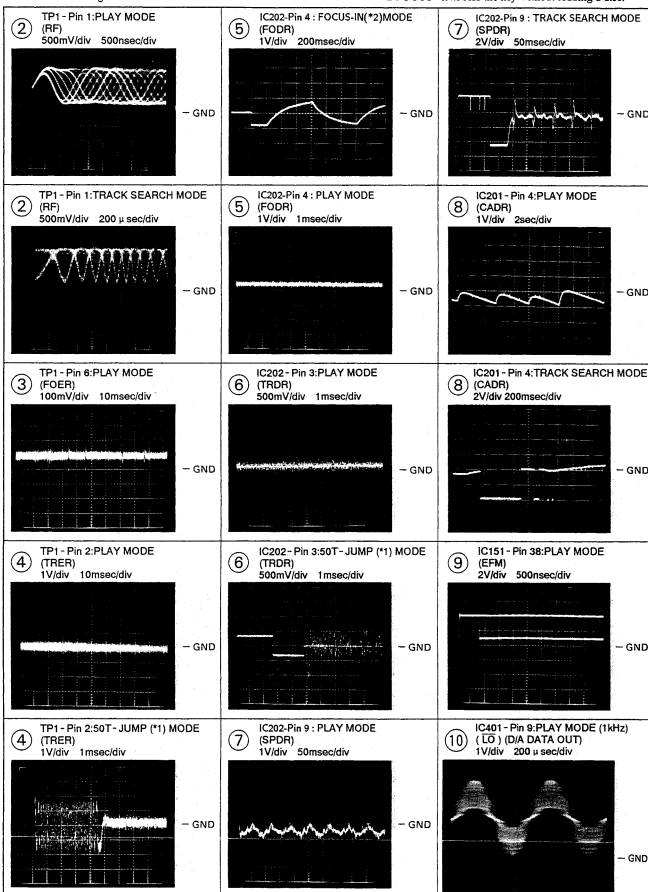 ② TP1 - Pin 1:PLAY MODE
(RF)
500mV/div 500nsec/div
- GND
⑤ IC202-Pin 4 : FOCUS-IN(*2)MODE
(FODR)
1V/div 200msec/div
- GND
⑦ IC202-Pin 9 : TRACK SEARCH MODE
(SPDR)
2V/div 50msec/div
- GND
② TP1 - Pin 1:TRACK SEARCH MODE
(RF)
500mV/div 200 μ sec/div
- GND
⑤ IC202-Pin 4 : PLAY MODE
(FODR)
1V/div 1msec/div
- GND
⑧ IC201 - Pin 4:PLAY MODE
(CADR)
1V/div 2sec/div
- GND
③ TP1 - Pin 6:PLAY MODE
(FOER)
100mV/div 10msec/div
- GND
⑥ IC202 - Pin 3:PLAY MODE
(TRDR)
500mV/div 1msec/div
- GND
⑧ IC201 - Pin 4:TRACK SEARCH MODE
(CADR)
2V/div 200msec/div
- GND
④ TP1 - Pin 2:PLAY MODE
(TRER)
1V/div 10msec/div
- GND
⑥ IC202 - Pin 3:50T - JUMP (*1) MODE
(TRDR)
500mV/div 1msec/div
- GND
⑨ IC151 - Pin 38:PLAY MODE
(EFM)
2V/div 500nsec/div
- GND
④ TP1 - Pin 2:50T - JUMP (*1) MODE
(TRER)
1V/div 1msec/div
- GND
⑦ IC202-Pin 9 : PLAY MODE
(SPDR)
1V/div 50msec/div
- GND
⑩ IC401 - Pin 9:PLAY MODE (1kHz)
( LO ) (D/A DATA OUT)
1V/div 200 μ sec/div
- GND